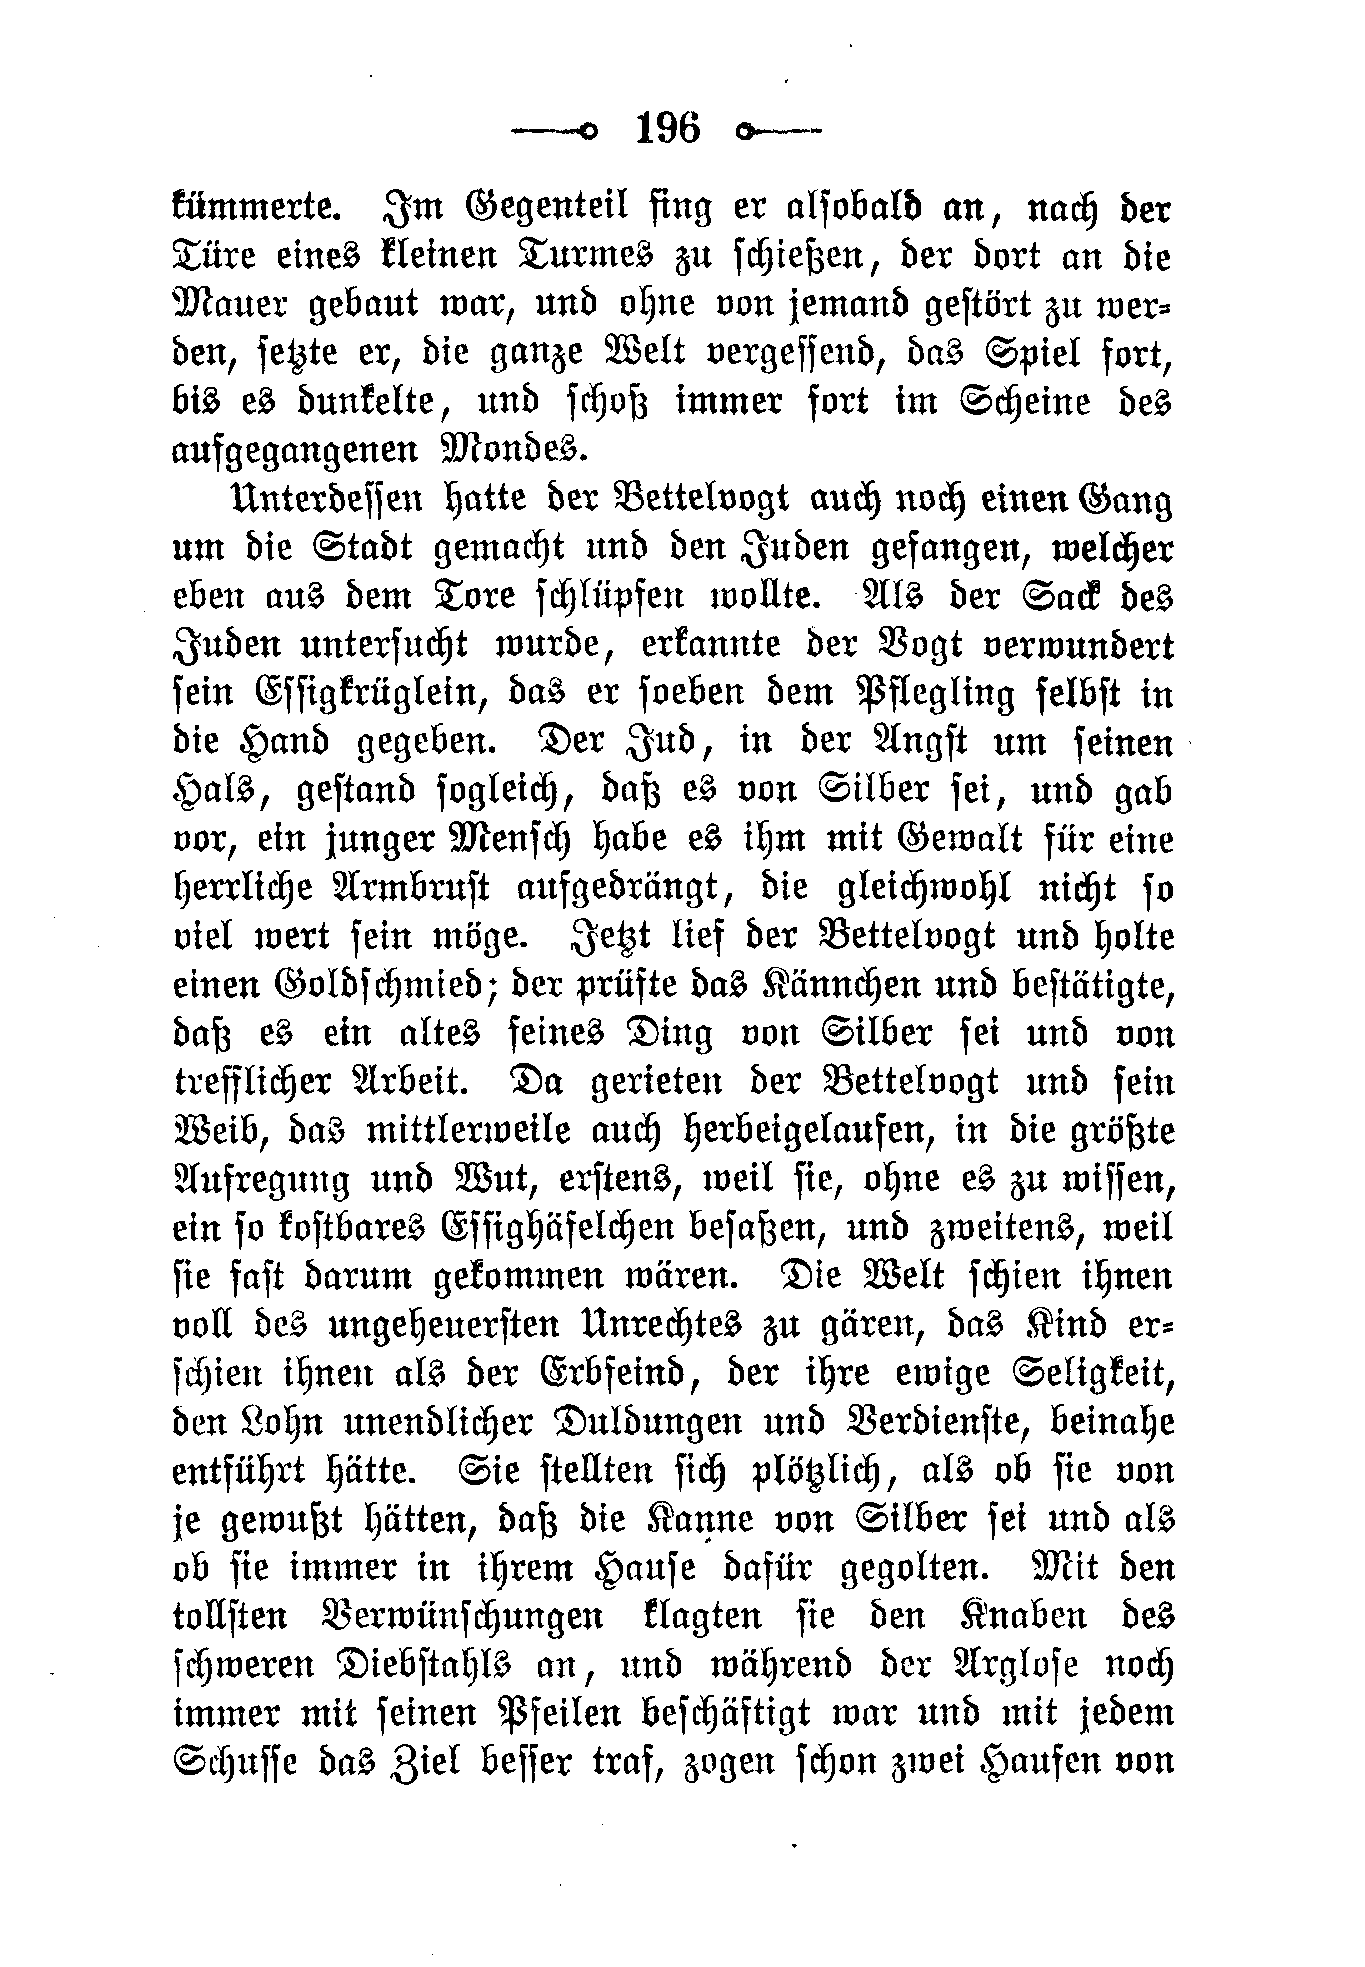 196
kümmerte. Im Gegenteil fing er alsobald an, nach der
Türe eines kleinen Turmes zu schießen, der dort an die
Mauer gebaut war, und ohne von jemand gestört zu wer-
den, setzte er, die ganze Welt vergessend, das Spiel fort,
bis es dunkelte, und schoß immer fort im Scheine des
aufgegangenen Mondes.
Unterdessen hatte der Bettelvogt auch noch einen Gang
um die Stadt gemacht und den Juden gefangen, welcher
eben aus dem Tore schlüpfen wollte. Als der Sack des
Juden untersucht wurde, erkannte der Vogt verwundert
sein Essigkrüglein, das er soeben dem Pflegling selbst in
die Hand gegeben. Der Jud, in der Angst um seinen
Hals, gestand sogleich, daß es von Silber sei, und gab
vor, ein junger Mensch habe es ihm mit Gewalt für eine
herrliche Armbrust aufgedrängt, die gleichwohl nicht so
viel wert sein möge. Jetzt lief der Bettelvogt und holte
einen Goldschmied; der prüfte das Kännchen und bestätigte,
daß es ein altes feines Ding von Silber sei und von
trefflicher Arbeit. Da gerieten der Bettelvogt und sein
Weib, das mittlerweile auch herbeigelaufen, in die größte
Aufregung und Wut, erstens, weil sie, ohne es zu wissen,
ein so kostbares Essighäfelchen besaßen, und zweitens, weil
sie fast darum gekommen wären. Die Welt schien ihnen
voll des ungeheuersten Unrechtes zu gären, das Kind er-
schien ihnen als der Erbfeind, der ihre ewige Seligkeit,
den Lohn unendlicher Duldungen und Verdienste, beinahe
entführt hätte. Sie stellten sich plötzlich, als ob sie von
je gewußt hätten, daß die Kanne von Silber sei und als
ob sie immer in ihrem Hause dafür gegolten. Mit den
tollsten Verwünschungen klagten sie den Knaben des
schweren Diebstahls an, und während der Arglose noch
immer mit seinen Pfeilen beschäftigt war und mit jedem
Schusse das Ziel besser traf, zogen schon zwei Haufen von